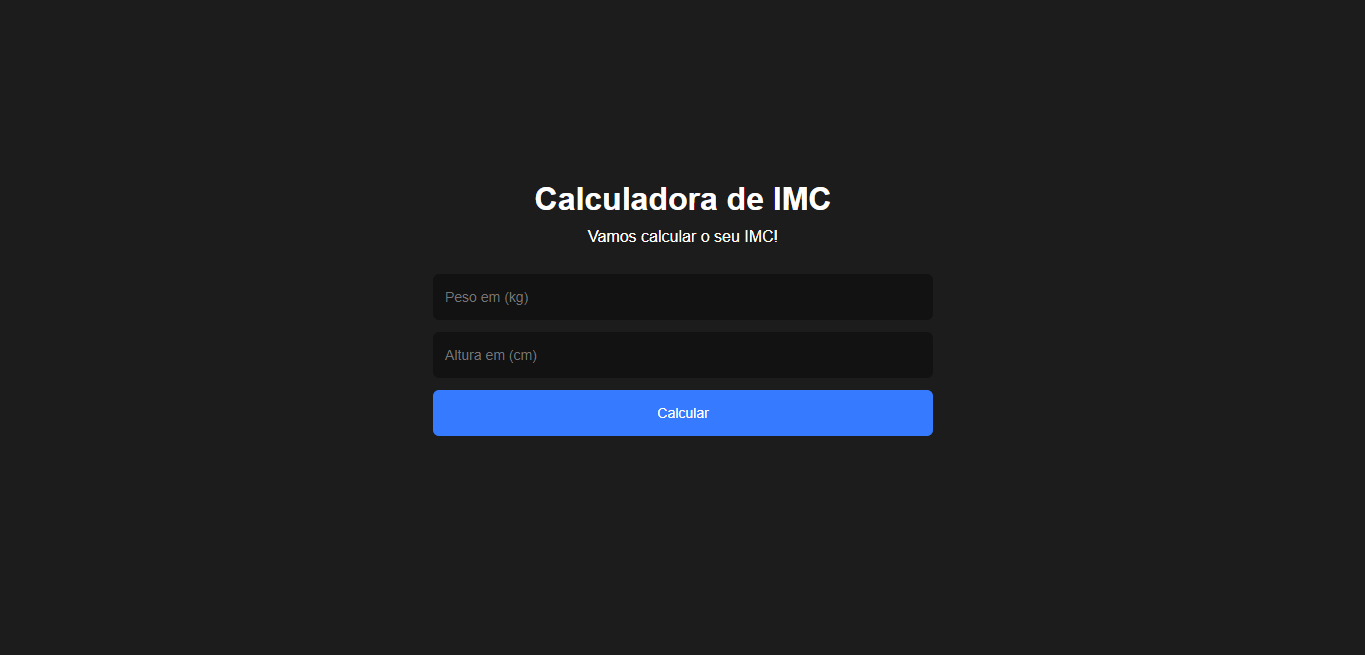 Calculadora de IMC
Vamos calcular o seu IMC!
Peso em (kg)
Altura em (cm)
Calcular